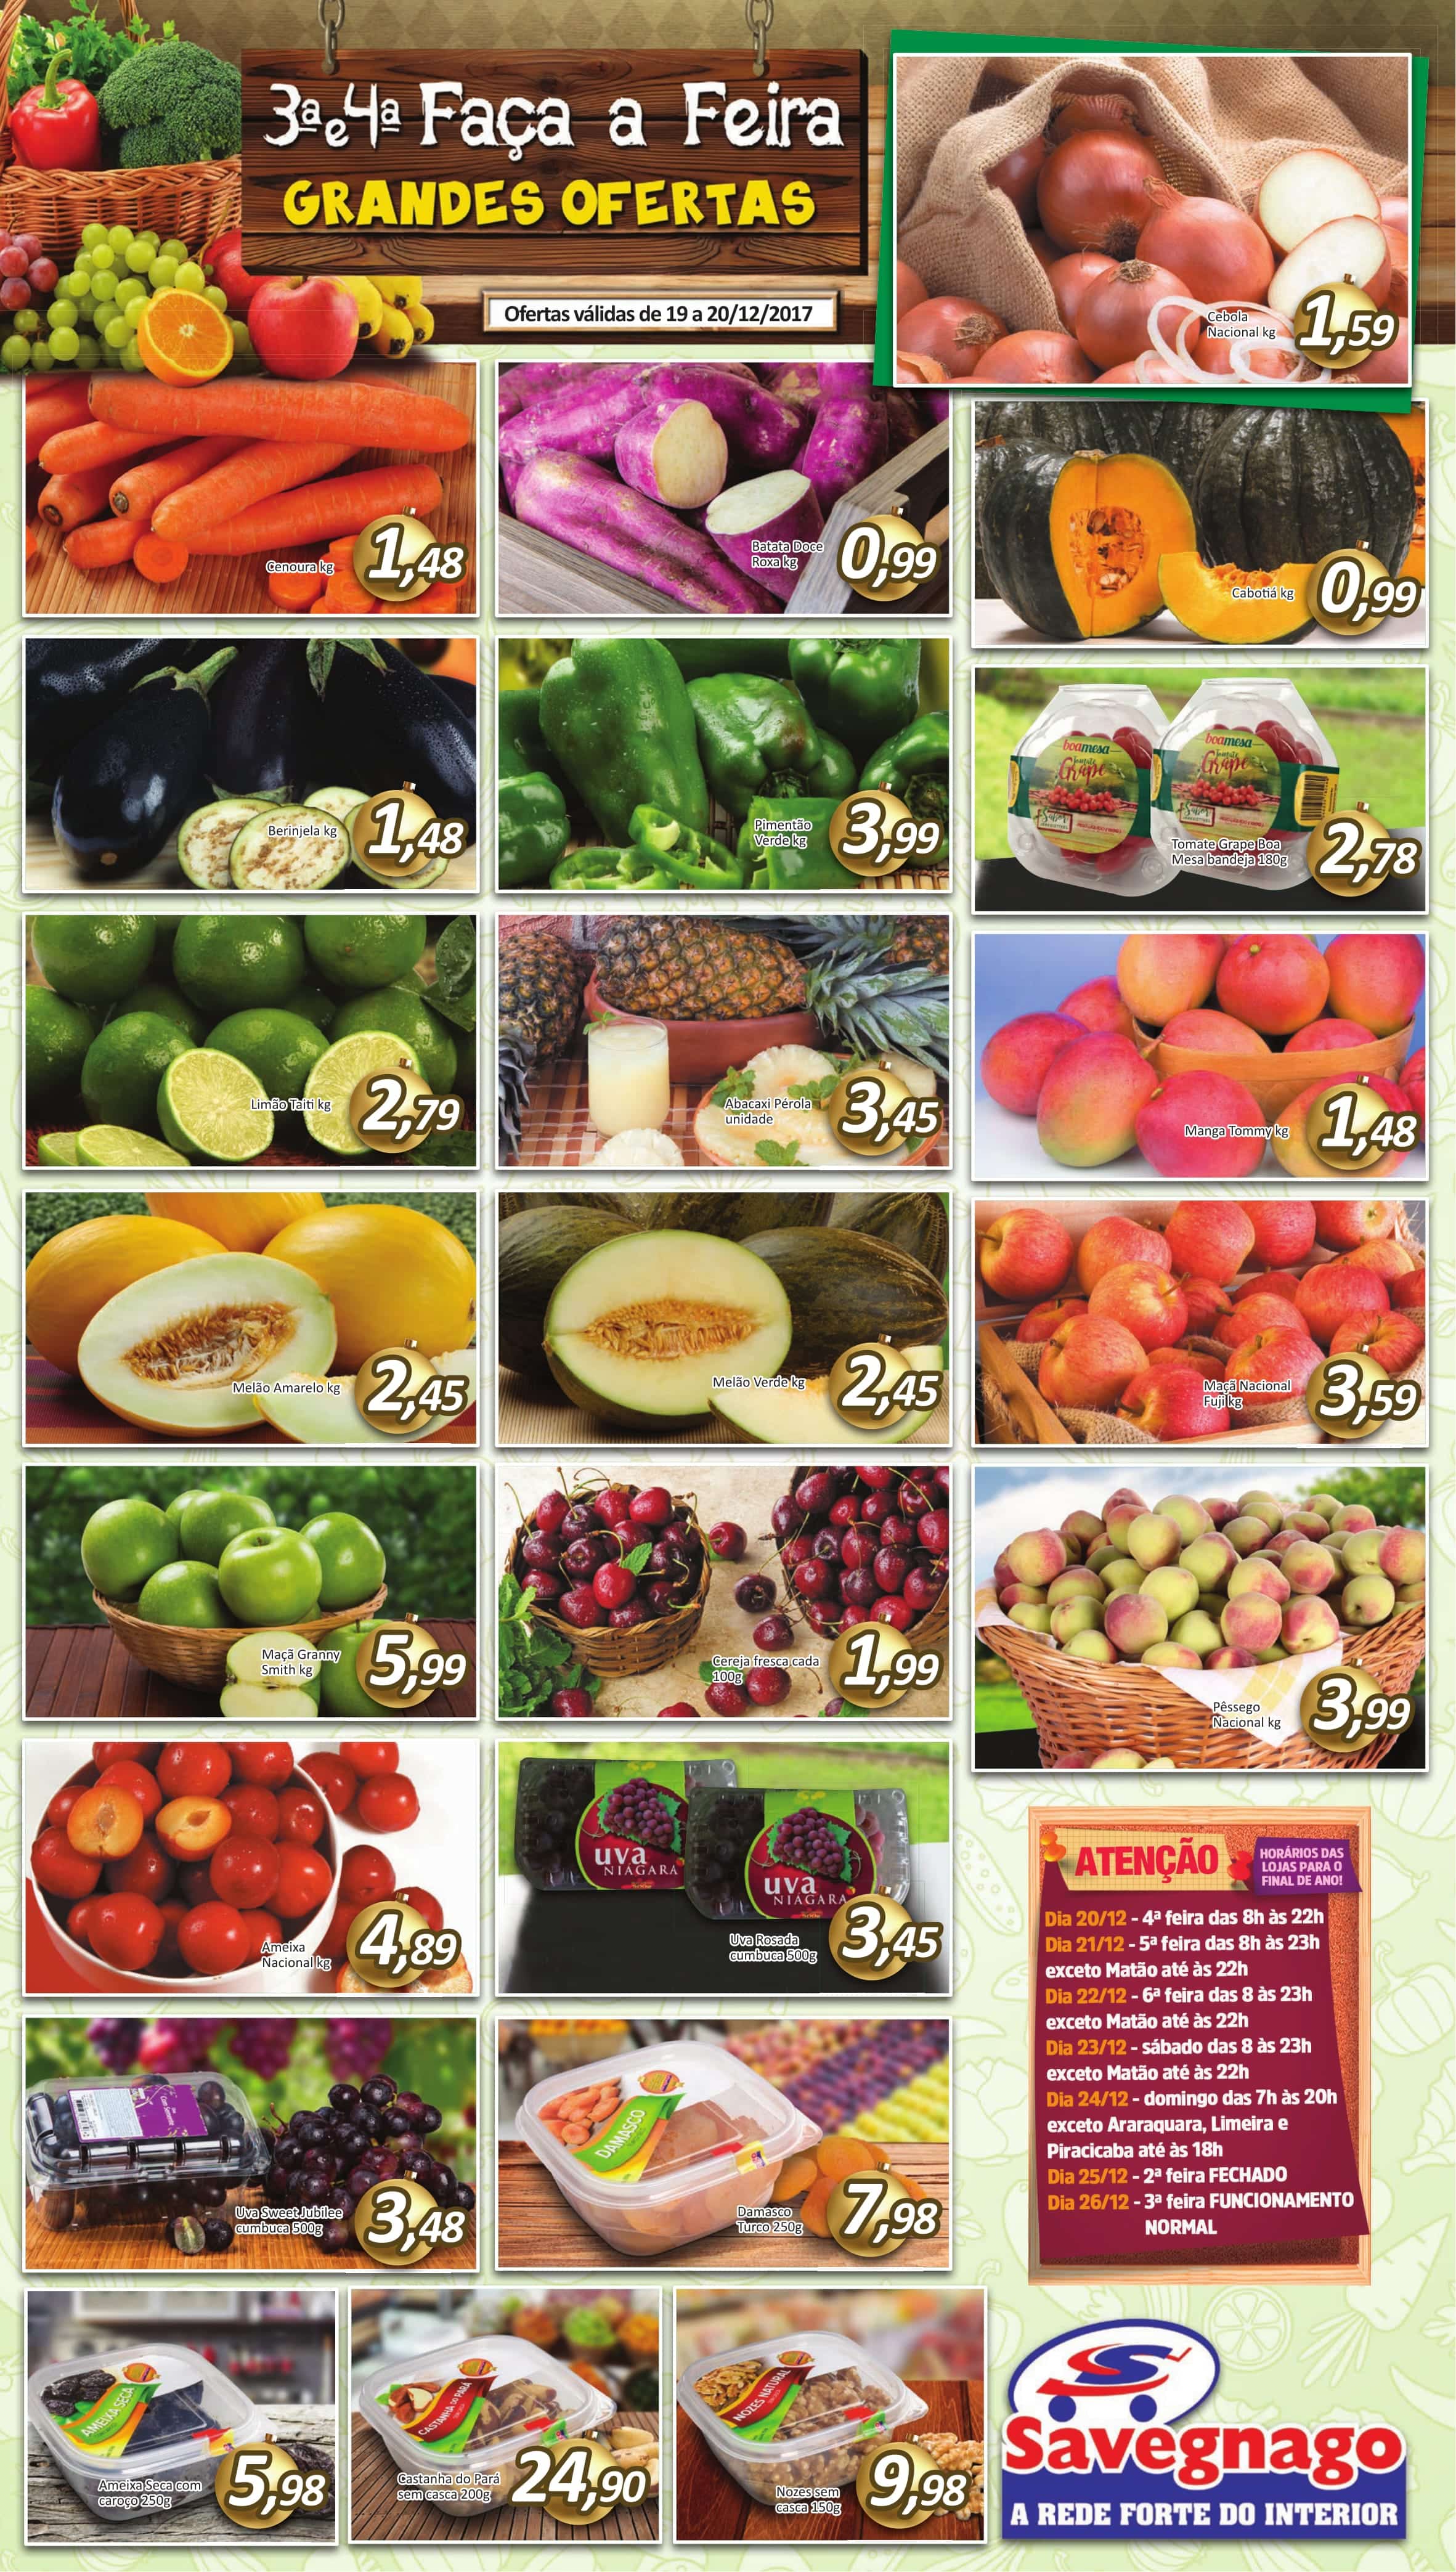 3ª e 4ª Faça a Feira
GRANDES OFERTAS
Ofertas válidas de 19 a 20/12/2017
Cebola
Nacional kg
1,59
Cenoura kg
1,48
Batata Doce
Roxa kg
0,99
Cabotiá kg
0,99
Berinjela kg
1,48
Pimentão
Verde kg
3,99
boamesa
Tomate
Grape
boamesa
Tomate
Grape
Tomate Grape Boa
Mesa bandeja 180g
2,78
Limão Taiti kg
2,79
Abacaxi Pérola
unidade
3,45
Manga Tommy kg
1,48
Melão Amarelo kg
2,45
Melão Verde kg
2,45
Maçã Nacional
Fuji kg
3,59
Maçã Granny
Smith kg
5,99
Cereja fresca cada
100g
1,99
Pêssego
Nacional kg
3,99
Ameixa
Nacional kg
4,89
uva
NIAGARA
uva
NIAGARA
Uva Rosada
cumbuca 500g
3,45
Uva Sweet Jubilee
cumbuca 500g
3,48
DAMASCO
Damasco
Turco 250g
7,98
ATENÇÃO
HORÁRIOS DAS
LOJAS PARA O
FINAL DE ANO!
Dia 20/12 - 4ª feira das 8h às 22h
Dia 21/12 - 5ª feira das 8h às 23h
exceto Matão até às 22h
Dia 22/12 - 6ª feira das 8 às 23h
exceto Matão até às 22h
Dia 23/12 - sábado das 8 às 23h
exceto Matão até às 22h
Dia 24/12 - domingo das 7h às 20h
exceto Araraquara, Limeira e
Piracicaba até às 18h
Dia 25/12 - 2ª feira FECHADO
Dia 26/12 - 3ª feira FUNCIONAMENTO
NORMAL
AMEIXA SECA
Ameixa Seca com
caroço 250g
5,98
CASTANHA DO PARÁ
Castanha do Pará
sem casca 200g
24,90
NOZES NATURAL
Nozes sem
casca 150g
9,98
Savegnago
A REDE FORTE DO INTERIOR